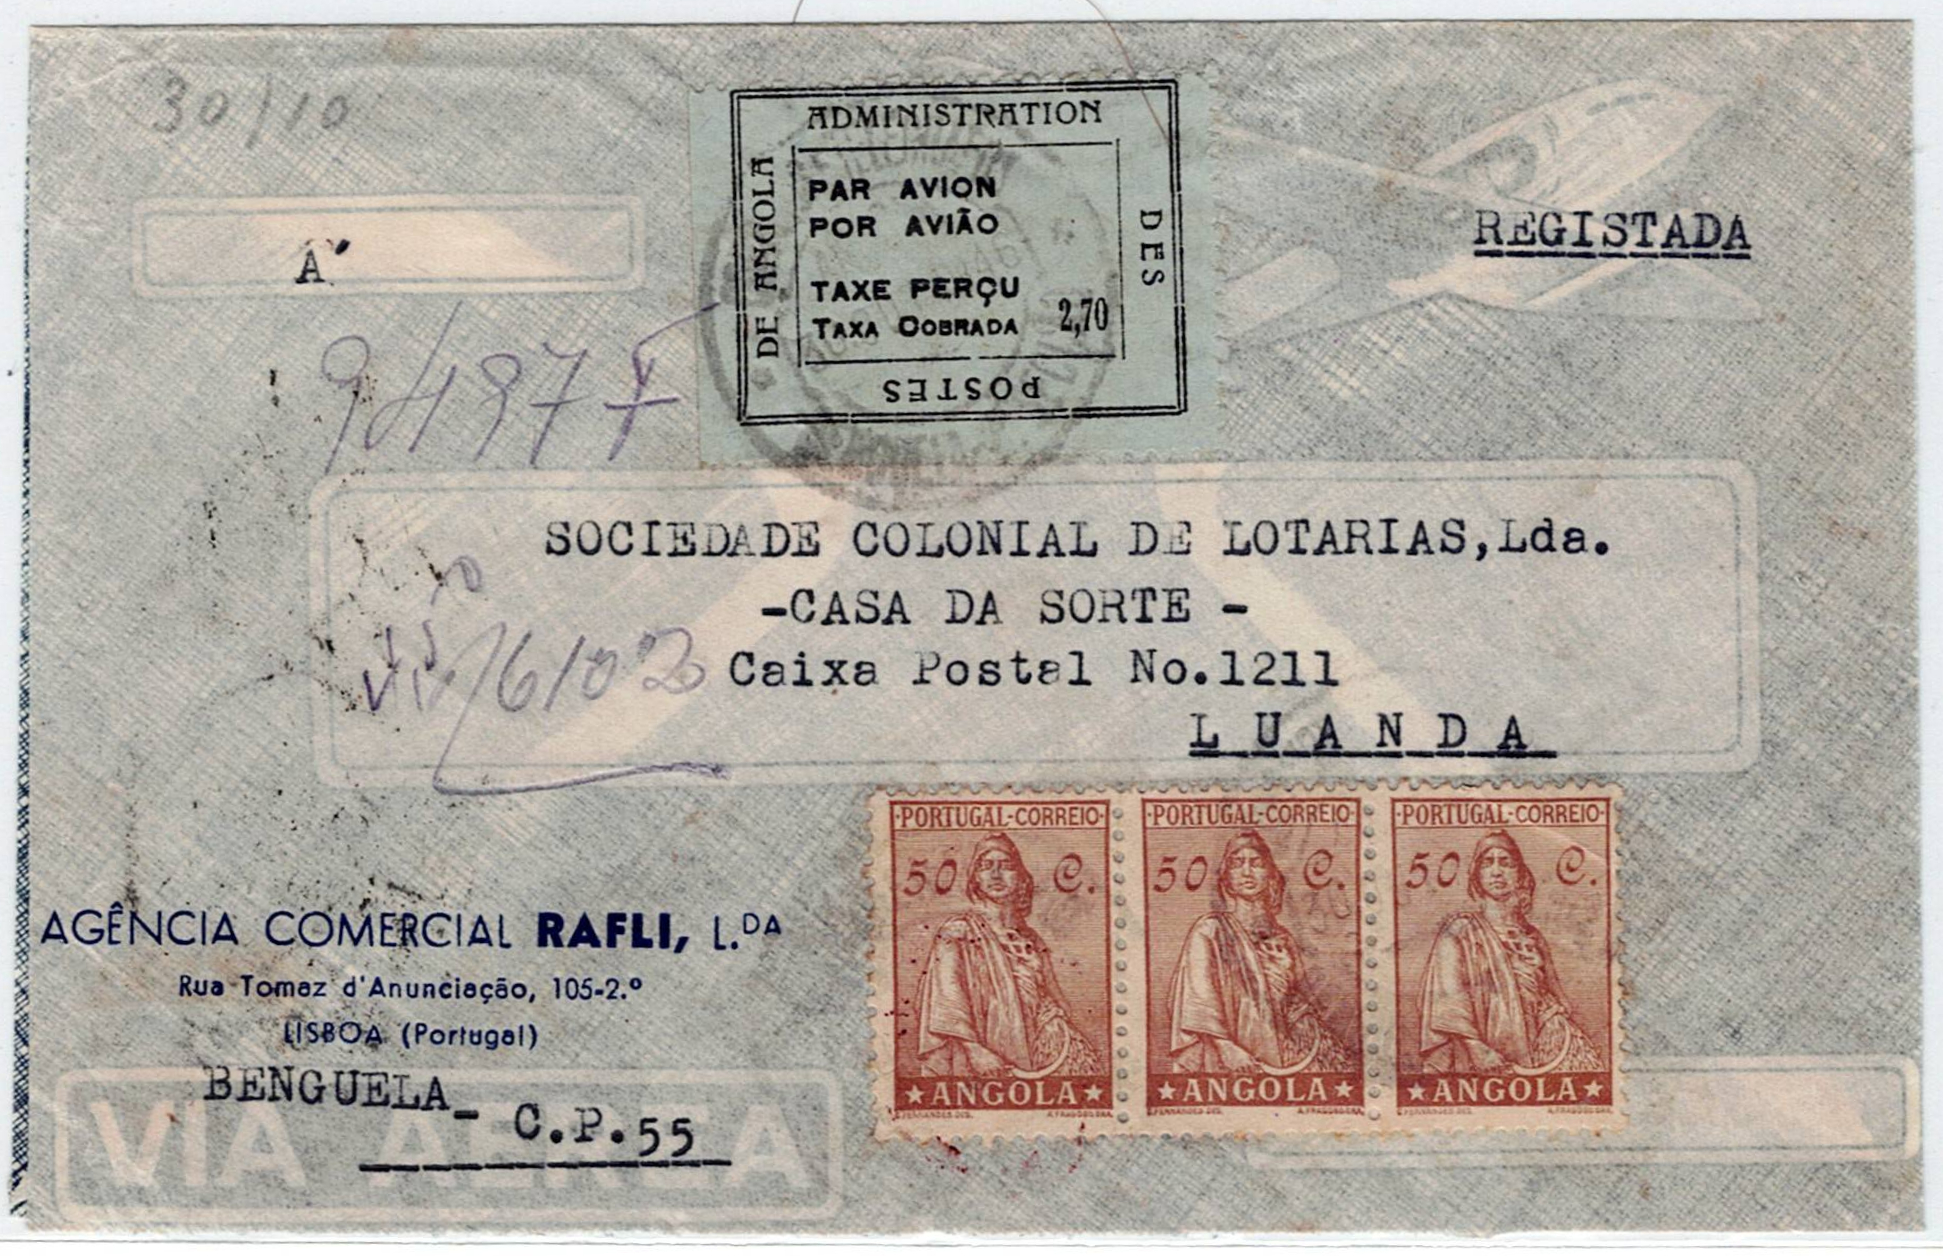 30/10
ADMINISTRATION
DES
POSTES
DE ANGOLA
PAR AVION
POR AVIÃO
TAXE PERÇU
TAXA COBRADA 2,70
REGISTADA
A'
SOCIEDADE COLONIAL DE LOTARIAS,Lda.
-CASA DA SORTE -
Caixa Postal No.1211
LUANDA
AGÊNCIA COMERCIAL RAFLI, L.DA
Rua Tomaz d'Anunciação, 105-2.º
LISBOA (Portugal)
BENGUELA - C.P.55
VIA AEREA
·PORTUGAL-CORREIO·
50 C.
★ ANGOLA ★
·PORTUGAL-CORREIO·
50 C.
★ ANGOLA ★
·PORTUGAL-CORREIO·
50 C.
★ ANGOLA ★